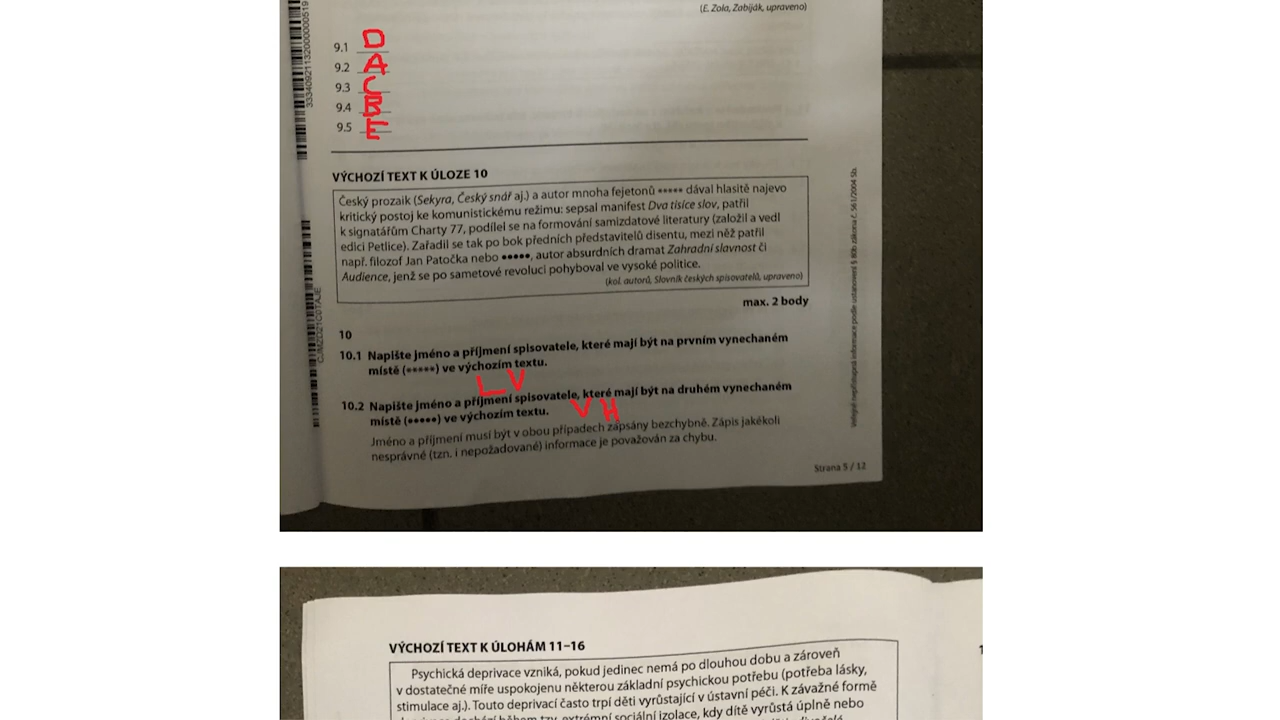 (E. Zola, Zabiják, upraveno)
9.1 D
9.2 A
9.3 C
9.4 B
9.5 E
VÝCHOZÍ TEXT K ÚLOZE 10
Český prozaik (Sekyra, Český snář aj.) a autor mnoha fejetonů ***** dával hlasitě najevo
kritický postoj ke komunistickému režimu: sepsal manifest Dva tisíce slov, patřil
k signatářům Charty 77, podílel se na formování samizdatové literatury (založil a vedl
edici Petlice). Zařadil se tak po bok předních představitelů disentu, mezi něž patřil
např. filozof Jan Patočka nebo •••••, autor absurdních dramat Zahradní slavnost či
Audience, jenž se po sametové revoluci pohyboval ve vysoké politice.
(kol. autorů, Slovník českých spisovatelů, upraveno)
max. 2 body
10
10.1 Napište jméno a příjmení spisovatele, které mají být na prvním vynechaném
místě (*****) ve výchozím textu.
L V
10.2 Napište jméno a příjmení spisovatele, které mají být na druhém vynechaném
místě (•••••) ve výchozím textu.
V H
Jméno a příjmení musí být v obou případech zapsány bezchybně. Zápis jakékoli
nesprávné (tzn. i nepožadované) informace je považován za chybu.
Strana 5 / 12
Veřejně nepřístupná informace podle ustanovení § 80b zákona č. 561/2004 Sb.
VÝCHOZÍ TEXT K ÚLOHÁM 11–16
Psychická deprivace vzniká, pokud jedinec nemá po dlouhou dobu a zároveň
v dostatečné míře uspokojenu některou základní psychickou potřebu (potřeba lásky,
stimulace aj.). Touto deprivací často trpí děti vyrůstající v ústavní péči. K závažné formě
deprivace dochází během tzv. extrémní sociální izolace, kdy dítě vyrůstá úplně nebo